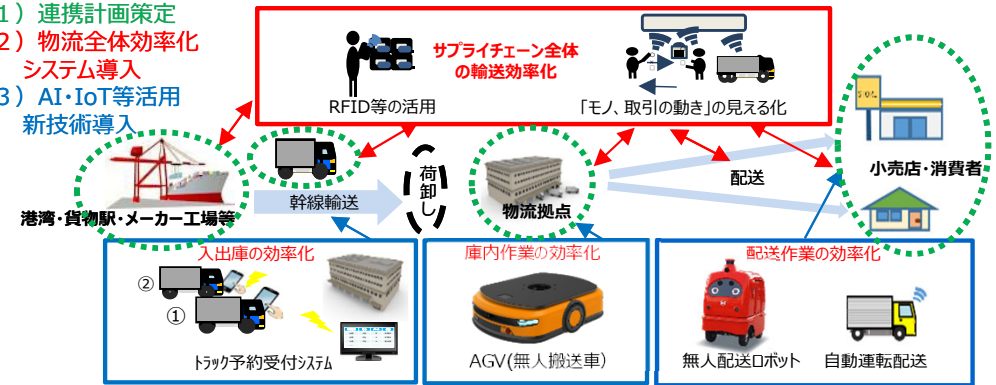 1）連携計画策定
2）物流全体効率化
システム導入
3）AI・IoT等活用
新技術導入
サプライチェーン全体
の輸送効率化
RFID等の活用
「モノ、取引の動き」の見える化
荷卸し
小売店・消費者
配送
幹線輸送
物流拠点
港湾・貨物駅・メーカー工場等
入出庫の効率化
②
①
トラック予約受付システム
庫内作業の効率化
AGV(無人搬送車）
配送作業の効率化
無人配送ロボット
自動運転配送